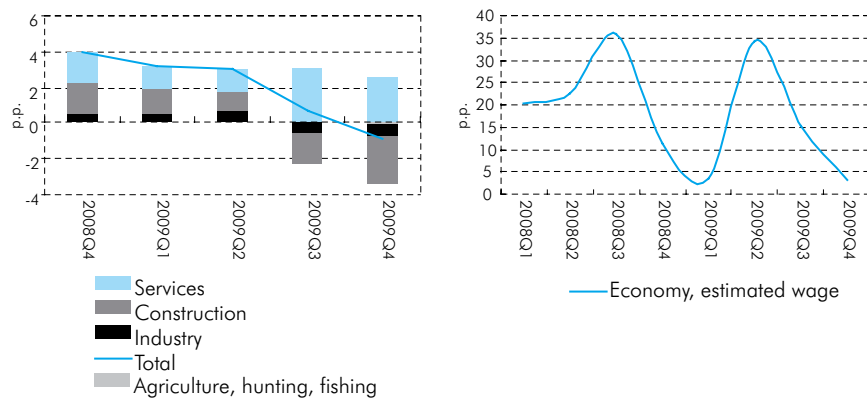 6
4
2
0
-2
-4
p.p.
2008Q4
2009Q1
2009Q2
2009Q3
2009Q4
Services
Construction
Industry
Total
Agriculture, hunting, fishing
40
35
30
25
20
15
10
5
0
p.p.
2008Q1
2008Q2
2008Q3
2008Q4
2009Q1
2009Q2
2009Q3
2009Q4
Economy, estimated wage